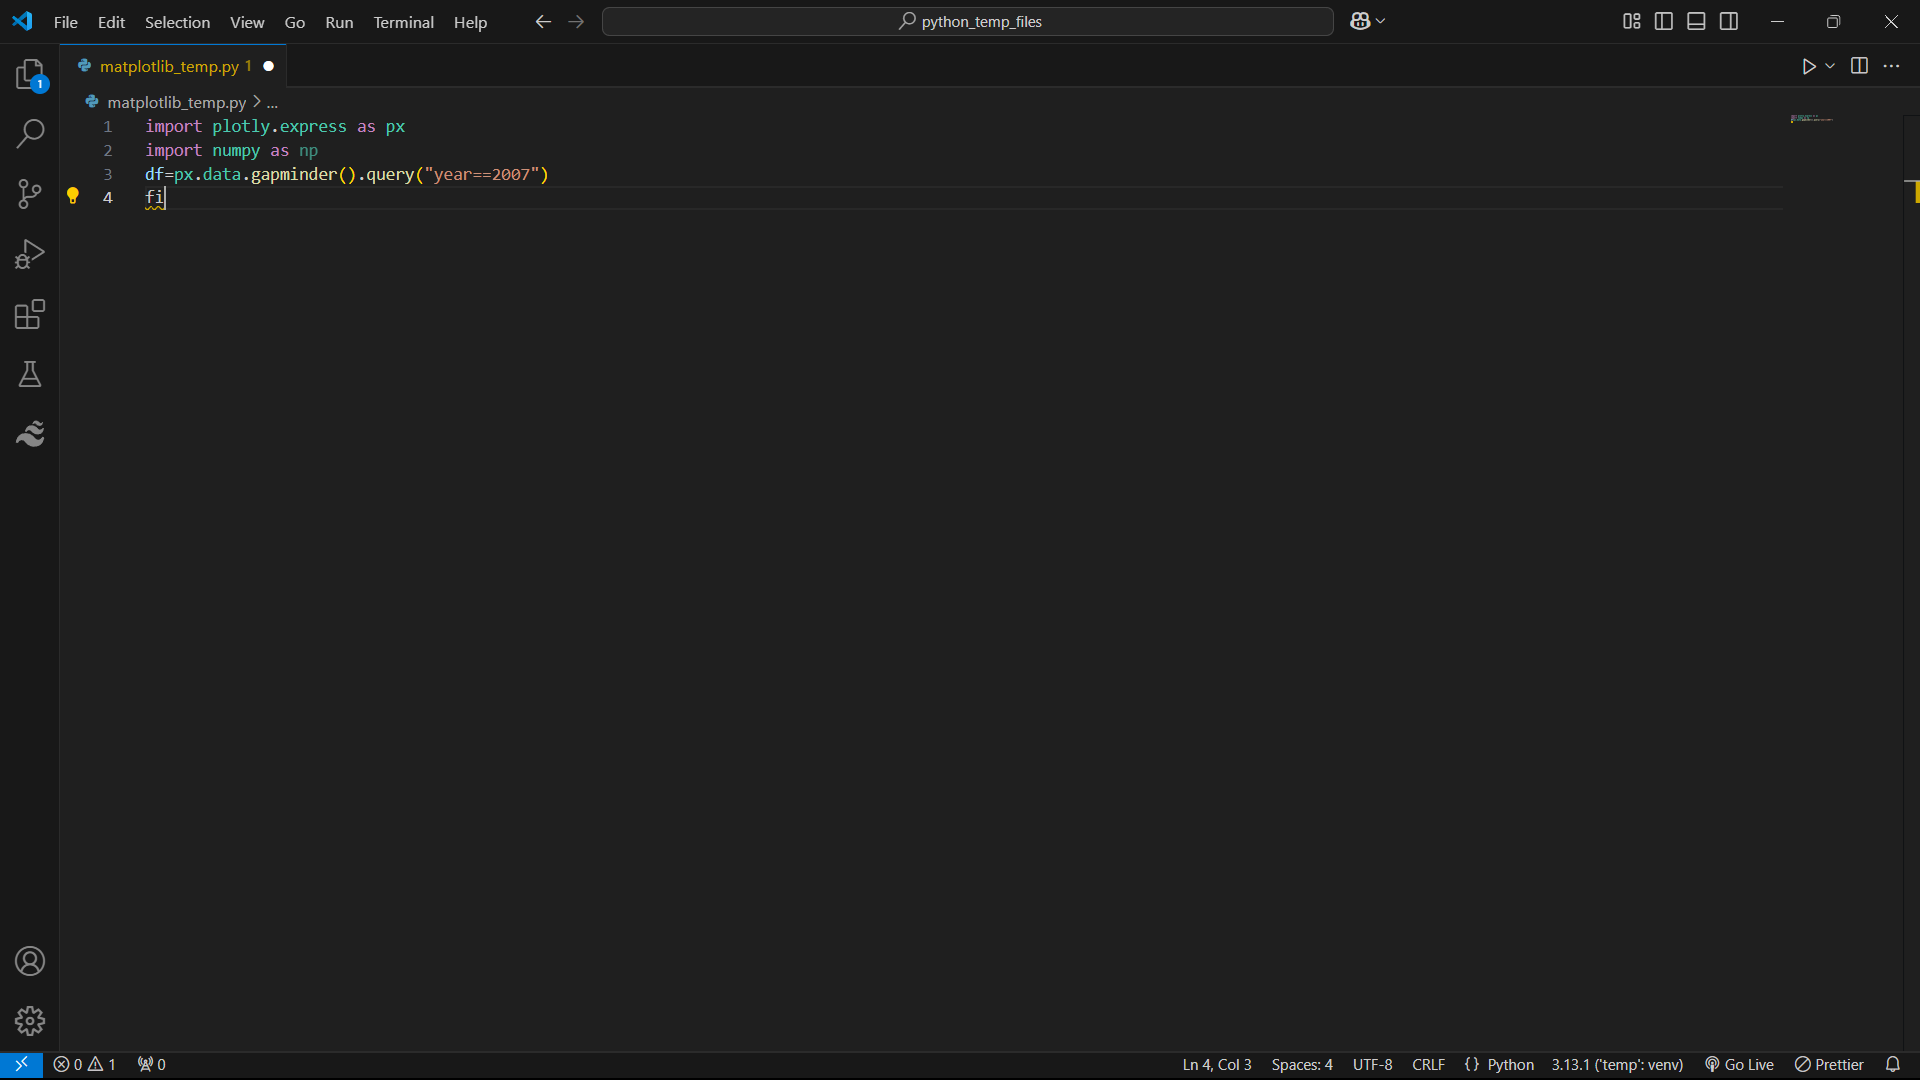 File Edit Selection View Go Run Terminal Help python_temp_files
matplotlib_temp.py 1
1
matplotlib_temp.py > ...
1 import plotly.express as px
2 import numpy as np
3 df=px.data.gapminder().query("year==2007")
4 fi
0 1 0 Ln 4, Col 3 Spaces: 4 UTF-8 CRLF {} Python 3.13.1 ('temp': venv) Go Live Prettier